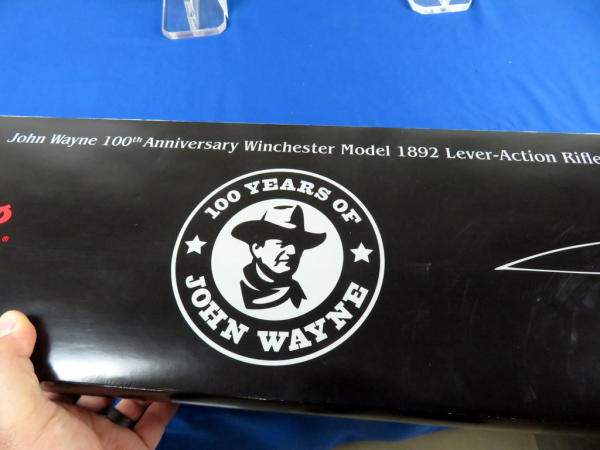 John Wayne 100th Anniversary Winchester Model 1892 Lever-Action Rifle
100 YEARS OF
JOHN WAYNE
®